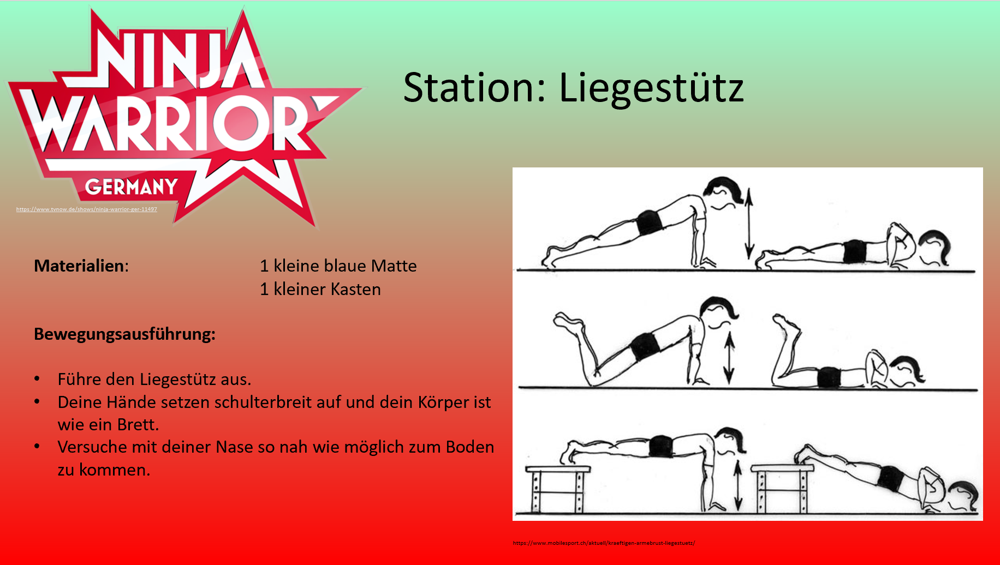 NINJA
WARRIOR
GERMANY
Station: Liegestütz
https://www.tvnow.de/shows/ninja-warrior-ger-11497
Materialien: 1 kleine blaue Matte
1 kleiner Kasten
Bewegungsausführung:
• Führe den Liegestütz aus.
• Deine Hände setzen schulterbreit auf und dein Körper ist
wie ein Brett.
• Versuche mit deiner Nase so nah wie möglich zum Boden
zu kommen.
https://www.mobilesport.ch/aktuell/kraeftigen-armebrust-liegestuetz/